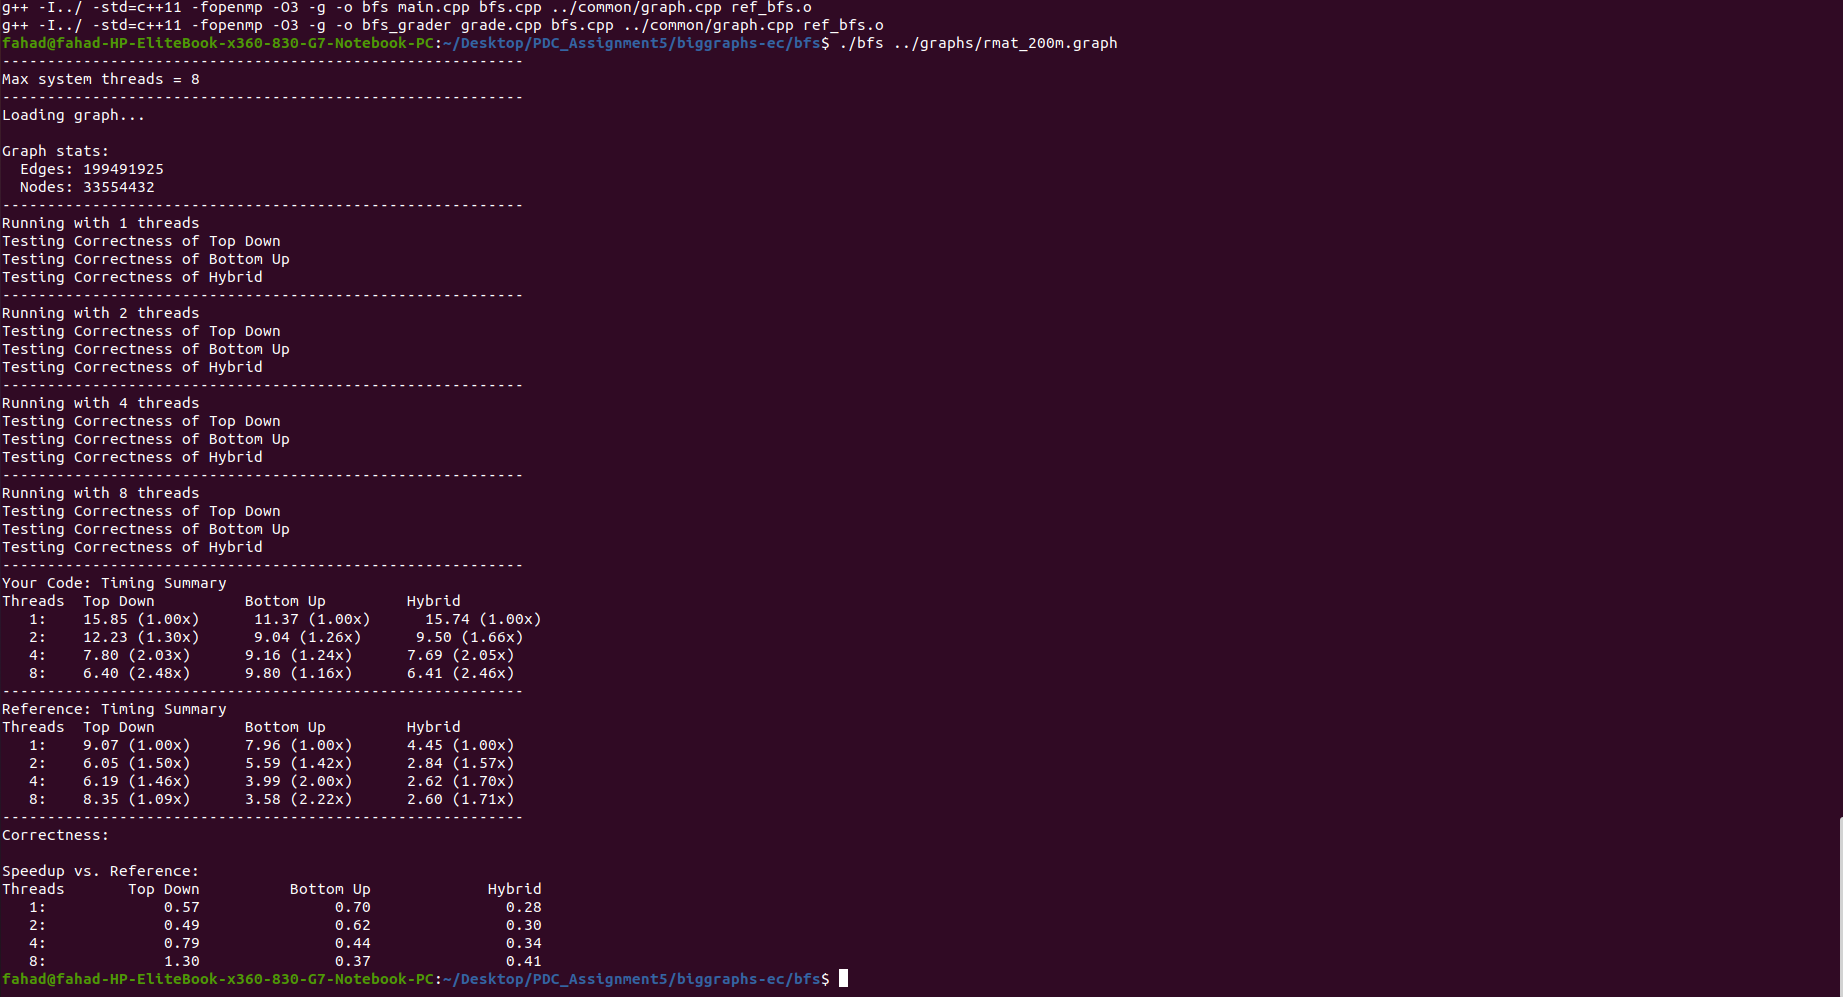 g++ -I../ -std=c++11 -fopenmp -O3 -g -o bfs main.cpp bfs.cpp ../common/graph.cpp ref_bfs.o
g++ -I../ -std=c++11 -fopenmp -O3 -g -o bfs_grader grade.cpp bfs.cpp ../common/graph.cpp ref_bfs.o
fahad@fahad-HP-EliteBook-x360-830-G7-Notebook-PC:~/Desktop/PDC_Assignment5/biggraphs-ec/bfs$ ./bfs ../graphs/rmat_200m.graph
----------------------------------------------------------
Max system threads = 8
----------------------------------------------------------
Loading graph...

Graph stats:
  Edges: 199491925
  Nodes: 33554432
----------------------------------------------------------
Running with 1 threads
Testing Correctness of Top Down
Testing Correctness of Bottom Up
Testing Correctness of Hybrid
----------------------------------------------------------
Running with 2 threads
Testing Correctness of Top Down
Testing Correctness of Bottom Up
Testing Correctness of Hybrid
----------------------------------------------------------
Running with 4 threads
Testing Correctness of Top Down
Testing Correctness of Bottom Up
Testing Correctness of Hybrid
----------------------------------------------------------
Running with 8 threads
Testing Correctness of Top Down
Testing Correctness of Bottom Up
Testing Correctness of Hybrid
----------------------------------------------------------
Your Code: Timing Summary
Threads  Top Down          Bottom Up         Hybrid
   1:    15.85 (1.00x)      11.37 (1.00x)      15.74 (1.00x)
   2:    12.23 (1.30x)      9.04 (1.26x)      9.50 (1.66x)
   4:    7.80 (2.03x)      9.16 (1.24x)      7.69 (2.05x)
   8:    6.40 (2.48x)      9.80 (1.16x)      6.41 (2.46x)
----------------------------------------------------------
Reference: Timing Summary
Threads  Top Down          Bottom Up         Hybrid
   1:    9.07 (1.00x)      7.96 (1.00x)      4.45 (1.00x)
   2:    6.05 (1.50x)      5.59 (1.42x)      2.84 (1.57x)
   4:    6.19 (1.46x)      3.99 (2.00x)      2.62 (1.70x)
   8:    8.35 (1.09x)      3.58 (2.22x)      2.60 (1.71x)
----------------------------------------------------------
Correctness:

Speedup vs. Reference:
Threads       Top Down          Bottom Up             Hybrid
   1:             0.57               0.70               0.28
   2:             0.49               0.62               0.30
   4:             0.79               0.44               0.34
   8:             1.30               0.37               0.41
fahad@fahad-HP-EliteBook-x360-830-G7-Notebook-PC:~/Desktop/PDC_Assignment5/biggraphs-ec/bfs$